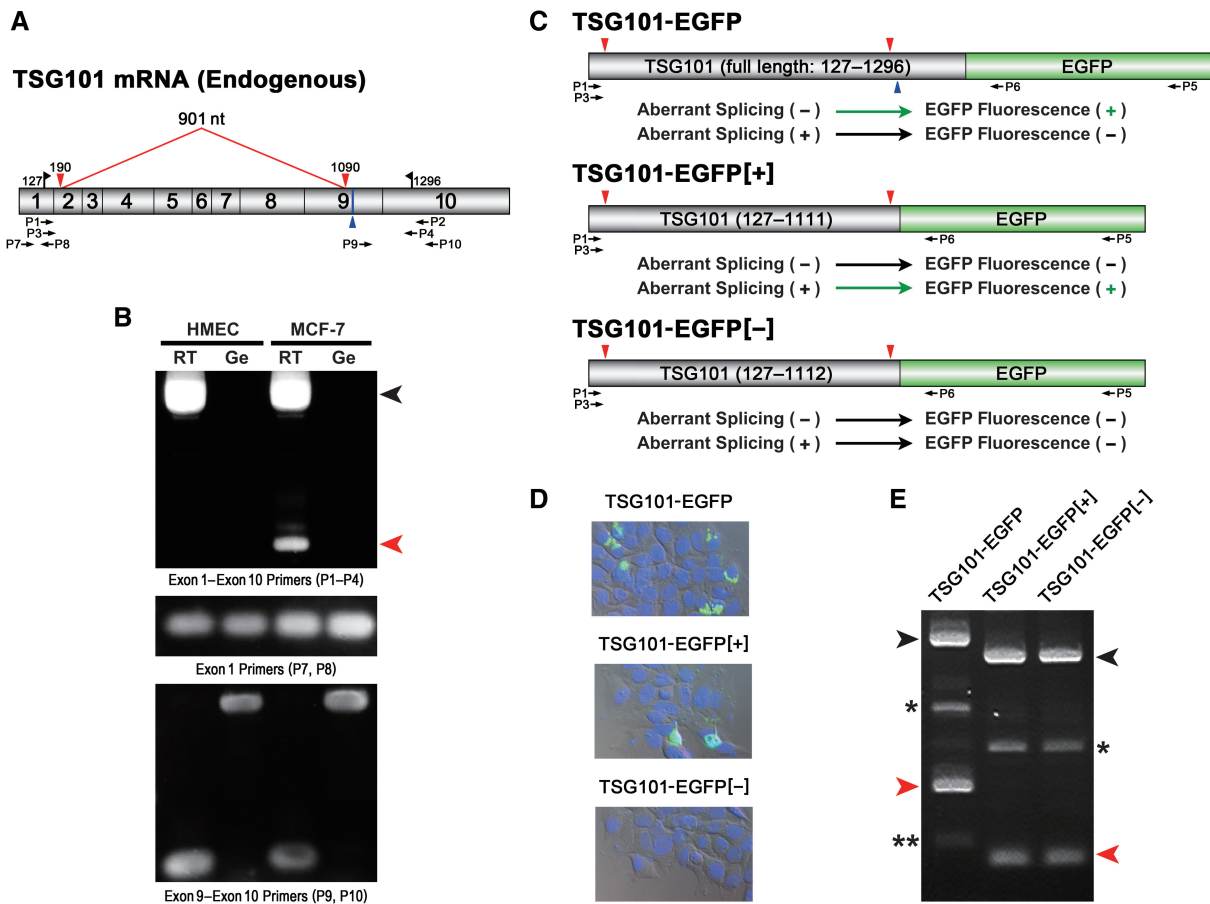 A
TSG101 mRNA (Endogenous)
901 nt
127
190
1090
1296
1 2 3 4 5 6 7 8 9 10
P1 P2
P3 P4
P7 P8 P9 P10
B
HMEC MCF-7
RT Ge RT Ge
Exon 1–Exon 10 Primers (P1–P4)
Exon 1 Primers (P7, P8)
Exon 9–Exon 10 Primers (P9, P10)
C
TSG101-EGFP
TSG101 (full length: 127–1296) EGFP
P1 P6 P5
P3
Aberrant Splicing ( – ) EGFP Fluorescence ( + )
Aberrant Splicing ( + ) EGFP Fluorescence ( – )
TSG101-EGFP[+]
TSG101 (127–1111) EGFP
P1 P6 P5
P3
Aberrant Splicing ( – ) EGFP Fluorescence ( – )
Aberrant Splicing ( + ) EGFP Fluorescence ( + )
TSG101-EGFP[–]
TSG101 (127–1112) EGFP
P1 P6 P5
P3
Aberrant Splicing ( – ) EGFP Fluorescence ( – )
Aberrant Splicing ( + ) EGFP Fluorescence ( – )
D
TSG101-EGFP
TSG101-EGFP[+]
TSG101-EGFP[–]
E
TSG101-EGFP
TSG101-EGFP[+]
TSG101-EGFP[–]
*
*
**